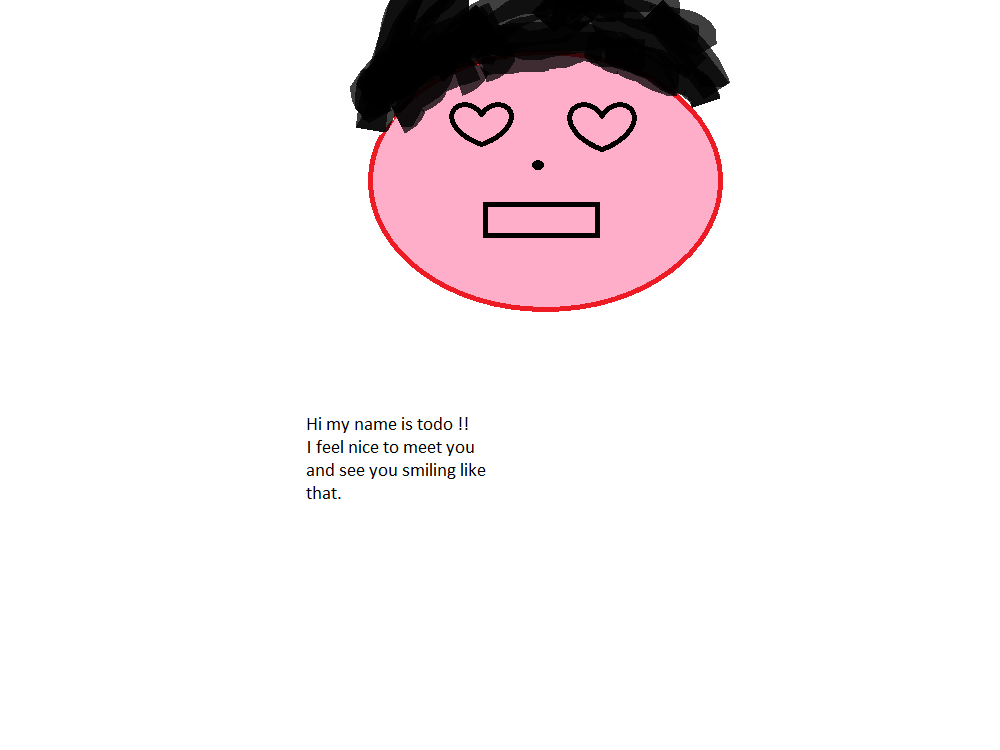 Hi my name is todo !!
I feel nice to meet you
and see you smiling like
that.